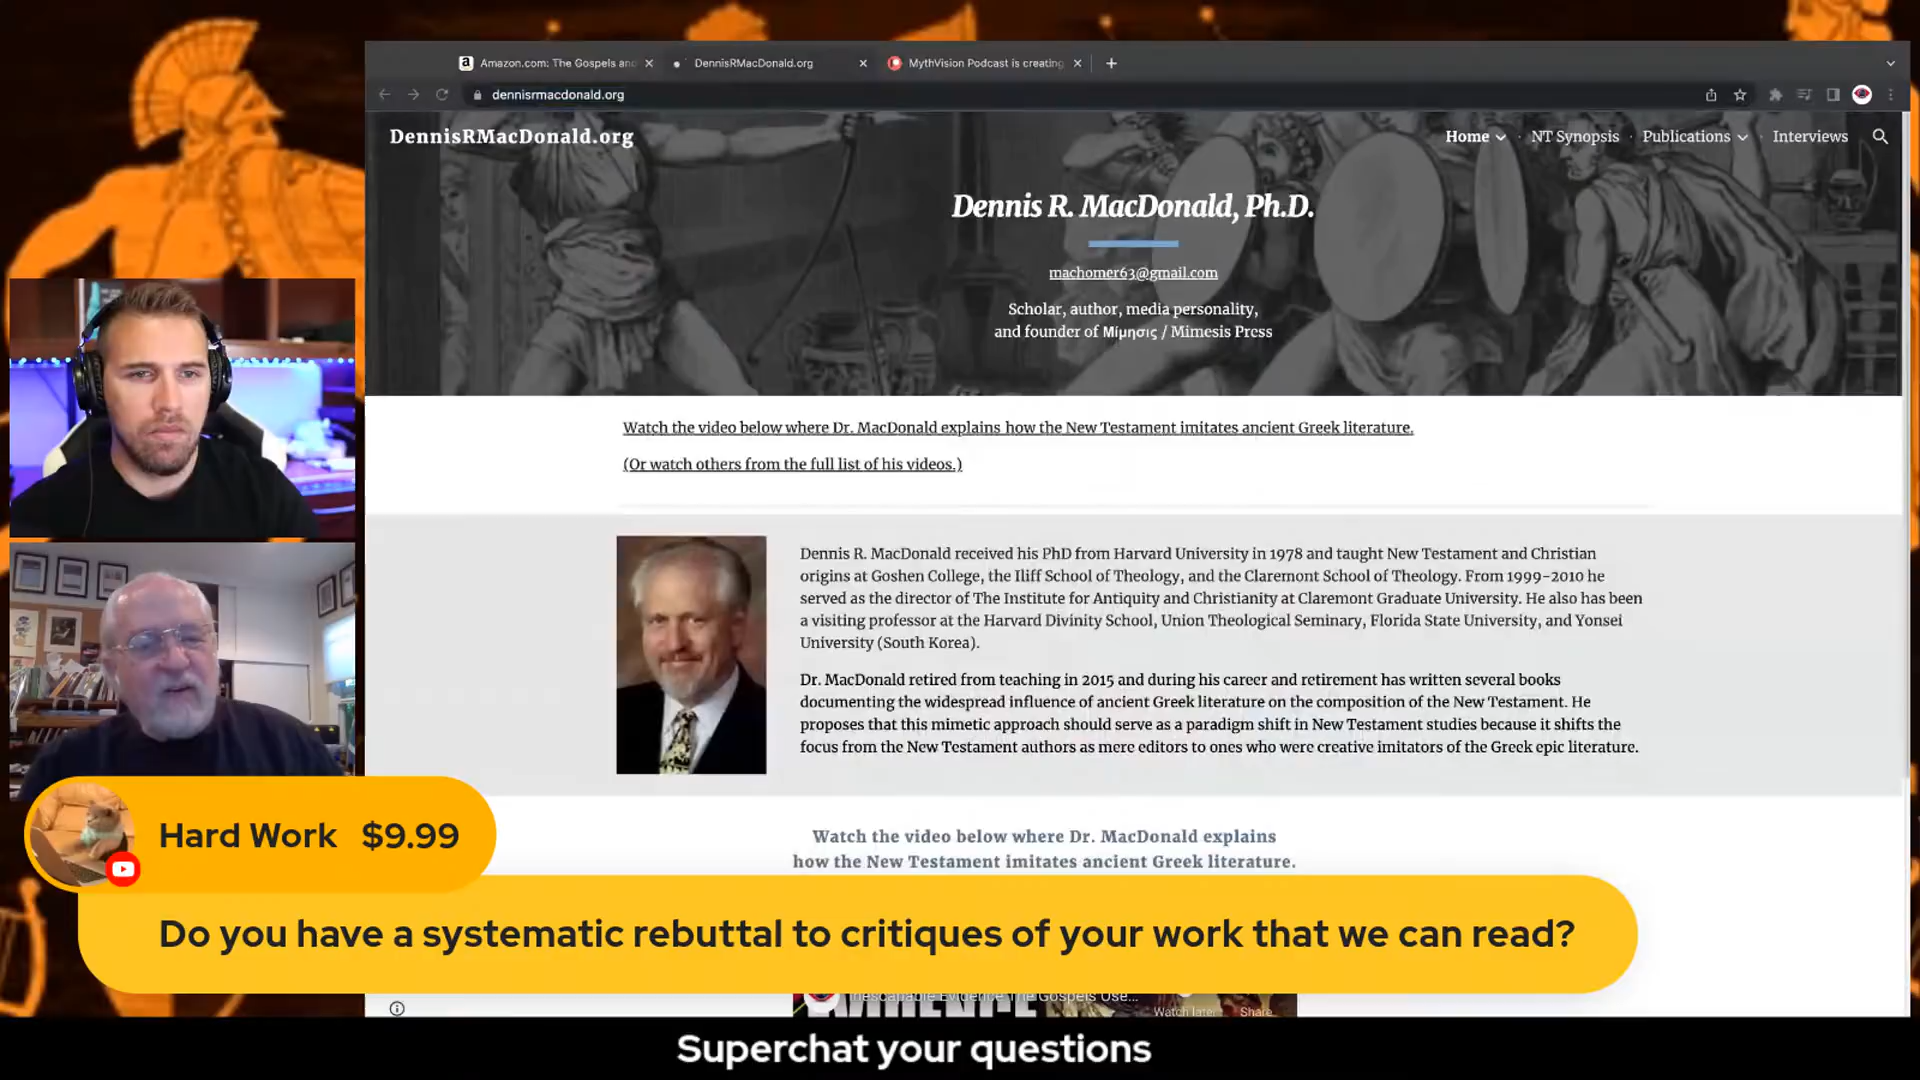 Amazon.com: The Gospels and
DennisRMacDonald.org
MythVision Podcast is creating
dennisrmacdonald.org
DennisRMacDonald.org
Home
NT Synopsis
Publications
Interviews
Dennis R. MacDonald, Ph.D.
machomer63@gmail.com
Scholar, author, media personality,
and founder of Μίμησις / Mimesis Press
Watch the video below where Dr. MacDonald explains how the New Testament imitates ancient Greek literature.
(Or watch others from the full list of his videos.)
Dennis R. MacDonald received his PhD from Harvard University in 1978 and taught New Testament and Christian
origins at Goshen College, the Iliff School of Theology, and the Claremont School of Theology. From 1999-2010 he
served as the director of The Institute for Antiquity and Christianity at Claremont Graduate University. He also has been
a visiting professor at the Harvard Divinity School, Union Theological Seminary, Florida State University, and Yonsei
University (South Korea).
Dr. MacDonald retired from teaching in 2015 and during his career and retirement has written several books
documenting the widespread influence of ancient Greek literature on the composition of the New Testament. He
proposes that this mimetic approach should serve as a paradigm shift in New Testament studies because it shifts the
focus from the New Testament authors as mere editors to ones who were creative imitators of the Greek epic literature.
Watch the video below where Dr. MacDonald explains
how the New Testament imitates ancient Greek literature.
Hard Work $9.99
Do you have a systematic rebuttal to critiques of your work that we can read?
Inescapable Evidence The Gospels Use...
Watch later
Share
Superchat your questions